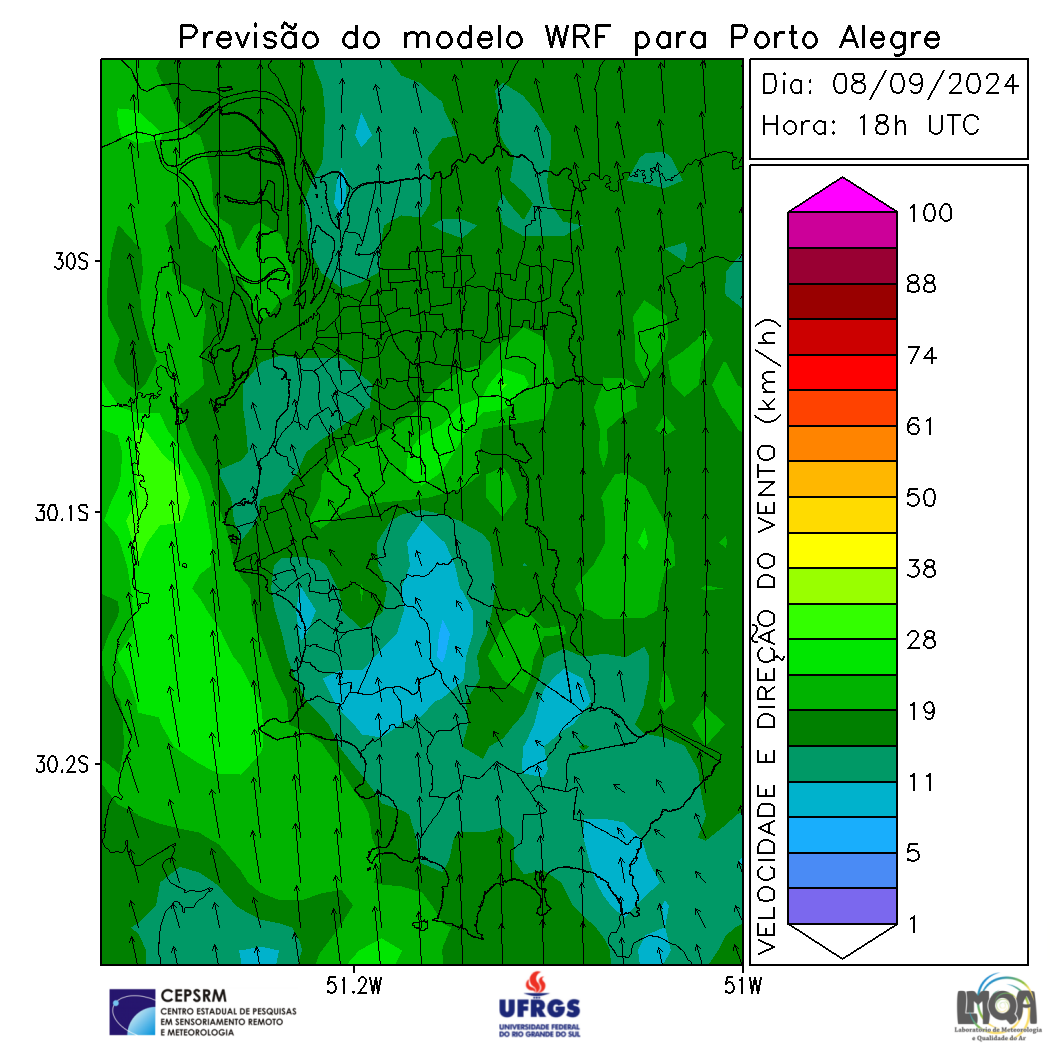 Previsão do modelo WRF para Porto Alegre
Dia: 08/09/2024
Hora: 18h UTC
VELOCIDADE E DIREÇÃO DO VENTO (km/h)
100
88
74
61
50
38
28
19
11
5
1
30S
30.1S
30.2S
51.2W
51W
CEPSRM
CENTRO ESTADUAL DE PESQUISAS
EM SENSORIAMENTO REMOTO
E METEOROLOGIA
UFRGS
UNIVERSIDADE FEDERAL
DO RIO GRANDE DO SUL
LMQA
Laboratório de Meteorologia
e Qualidade do Ar